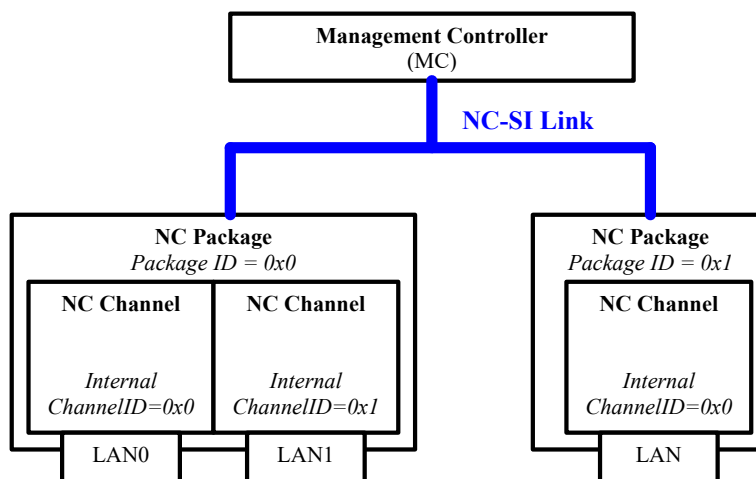 Management Controller
(MC)
NC-SI Link
NC Package
Package ID = 0x0
NC Channel
Internal
ChannelID=0x0
NC Channel
Internal
ChannelID=0x1
LAN0
LAN1
NC Package
Package ID = 0x1
NC Channel
Internal
ChannelID=0x0
LAN